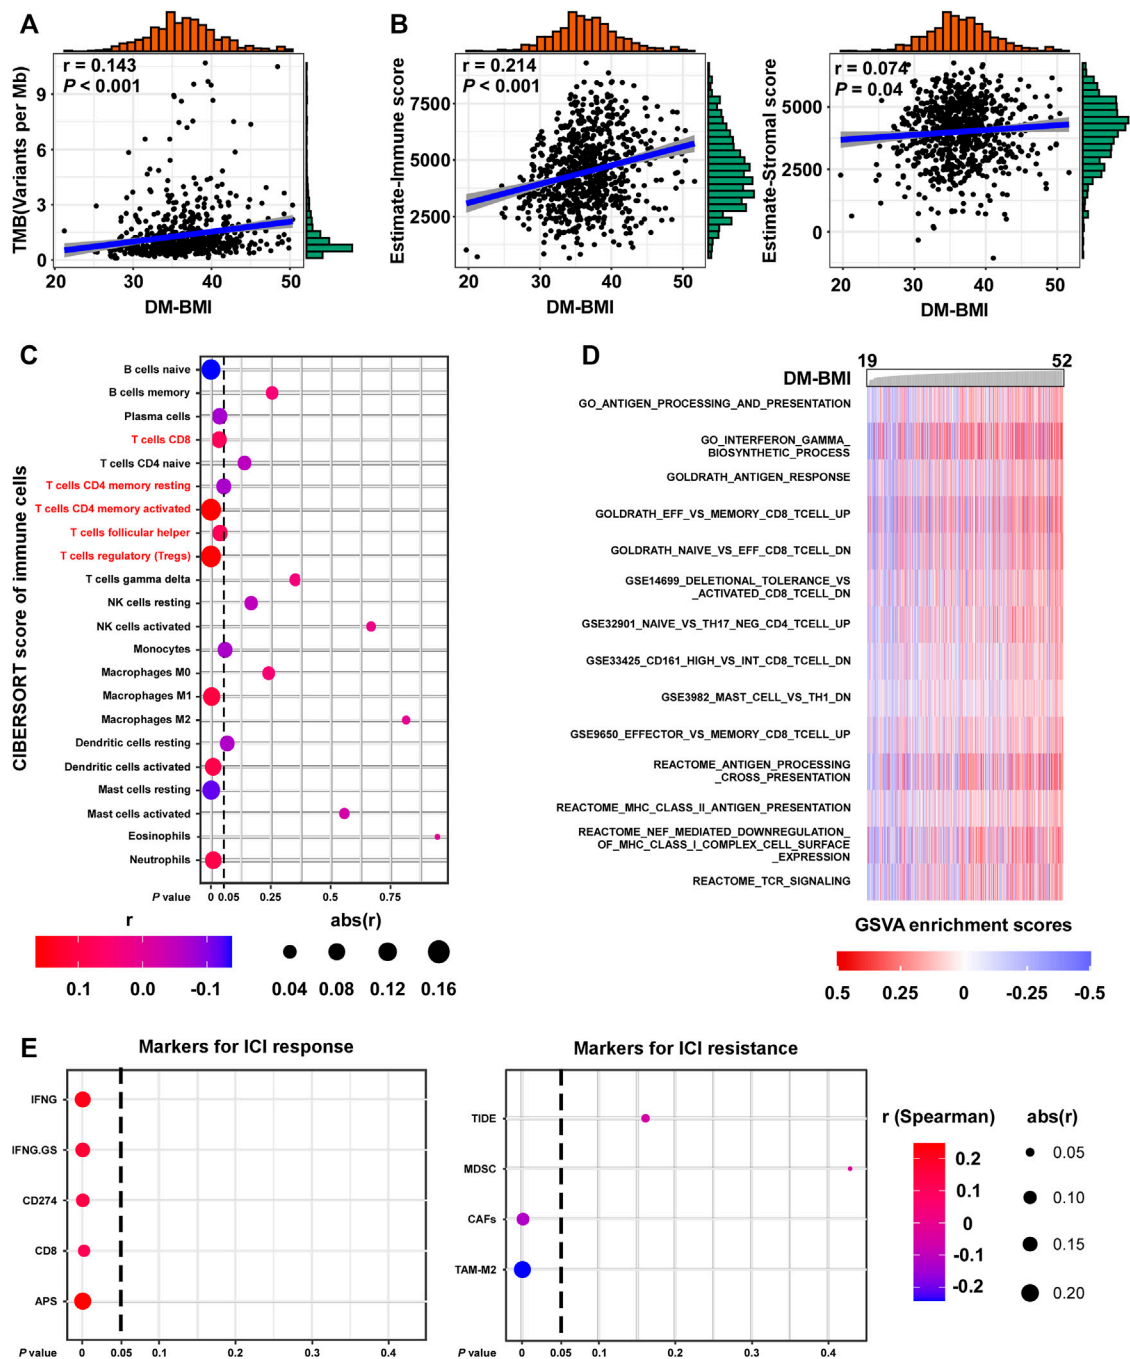 A
r = 0.143
P < 0.001
TMB(Variants per Mb)
9
6
3
0
20
30
40
50
DM-BMI
B
r = 0.214
P < 0.001
Estimate-Immune score
7500
5000
2500
20
30
40
50
DM-BMI
r = 0.074
P = 0.04
Estimate-Stromal score
5000
2500
0
20
30
40
50
DM-BMI
C
CIBERSORT score of immune cells
B cells naive
B cells memory
Plasma cells
T cells CD8
T cells CD4 naive
T cells CD4 memory resting
T cells CD4 memory activated
T cells follicular helper
T cells regulatory (Tregs)
T cells gamma delta
NK cells resting
NK cells activated
Monocytes
Macrophages M0
Macrophages M1
Macrophages M2
Dendritic cells resting
Dendritic cells activated
Mast cells resting
Mast cells activated
Eosinophils
Neutrophils
P value
0 0.05 0.25 0.5 0.75
r
0.1 0.0 -0.1
abs(r)
0.04 0.08 0.12 0.16
D
19 52
DM-BMI
GO_ANTIGEN_PROCESSING_AND_PRESENTATION
GO_INTERFERON_GAMMA_
BIOSYNTHETIC_PROCESS
GOLDRATH_ANTIGEN_RESPONSE
GOLDRATH_EFF_VS_MEMORY_CD8_TCELL_UP
GOLDRATH_NAIVE_VS_EFF_CD8_TCELL_DN
GSE14699_DELETIONAL_TOLERANCE_VS
_ACTIVATED_CD8_TCELL_DN
GSE32901_NAIVE_VS_TH17_NEG_CD4_TCELL_UP
GSE33425_CD161_HIGH_VS_INT_CD8_TCELL_DN
GSE3982_MAST_CELL_VS_TH1_DN
GSE9650_EFFECTOR_VS_MEMORY_CD8_TCELL_UP
REACTOME_ANTIGEN_PROCESSING
_CROSS_PRESENTATION
REACTOME_MHC_CLASS_II_ANTIGEN_PRESENTATION
REACTOME_NEF_MEDIATED_DOWNREGULATION_
OF_MHC_CLASS_I_COMPLEX_CELL_SURFACE
_EXPRESSION
REACTOME_TCR_SIGNALING
GSVA enrichment scores
0.5 0.25 0 -0.25 -0.5
E
Markers for ICI response
IFNG
IFNG.GS
CD274
CD8
APS
P value
0 0.05 0.1 0.2 0.3 0.4
Markers for ICI resistance
TIDE
MDSC
CAFs
TAM-M2
P value
0 0.05 0.1 0.2 0.3 0.4
r (Spearman)
0.2
0.1
0
-0.1
-0.2
abs(r)
0.05
0.10
0.15
0.20